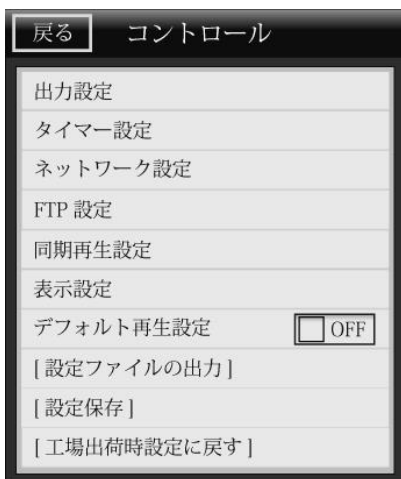 戻る コントロール
出力設定
タイマー設定
ネットワーク設定
FTP 設定
同期再生設定
表示設定
デフォルト再生設定 OFF
[ 設定ファイルの出力 ]
[ 設定保存 ]
[ 工場出荷時設定に戻す ]